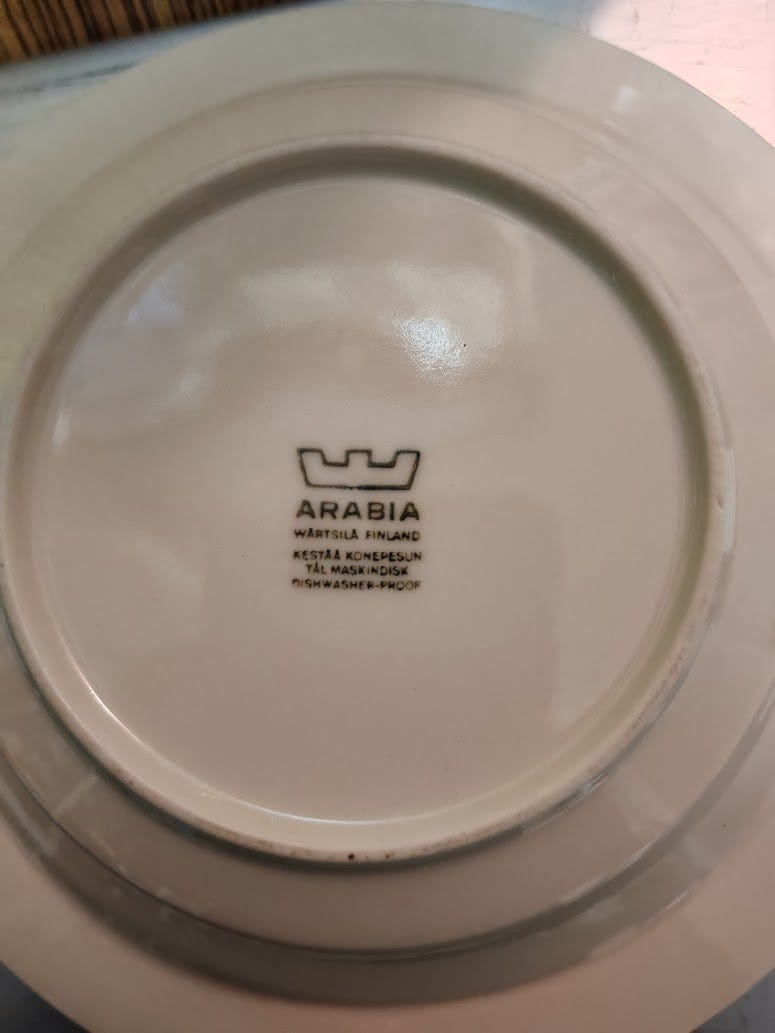 ARABIA
WÄRTSILÄ FINLAND
KESTÄÄ KONEPESUN
TÅL MASKINDISK
DISHWASHER-PROOF